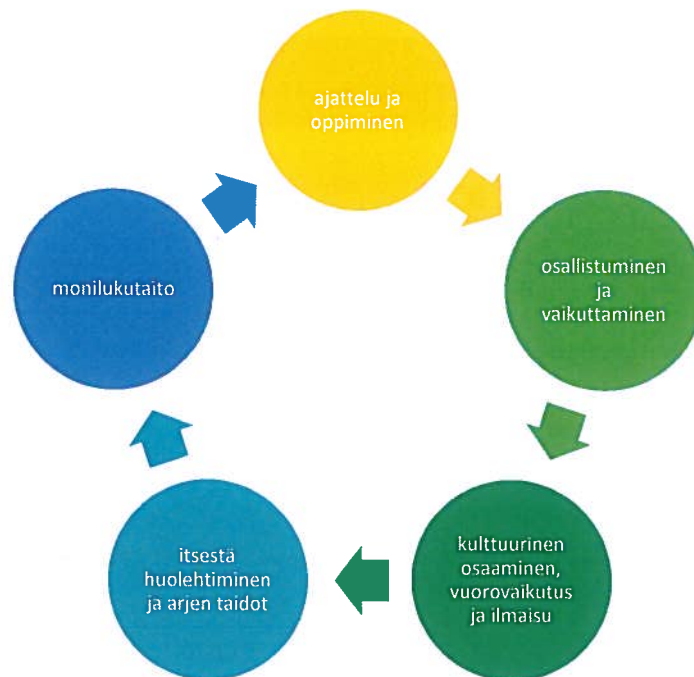 ajattelu ja
oppiminen
osallistuminen
ja
vaikuttaminen
kulttuurinen
osaaminen,
vuorovaikutus
ja ilmaisu
itsestä
huolehtiminen
ja arjen taidot
monilukutaito